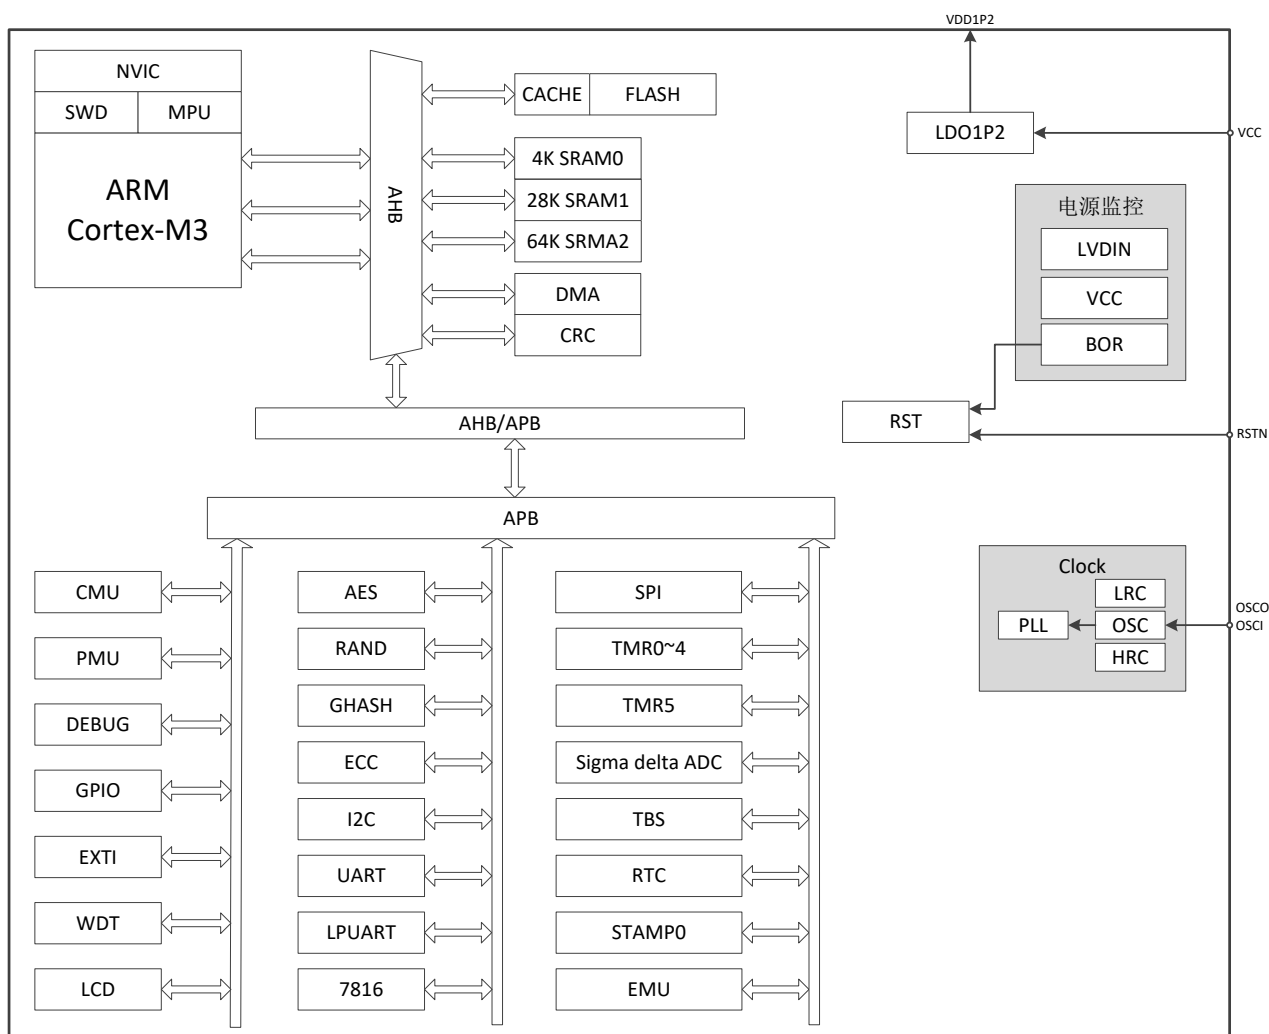 VDD1P2
NVIC
SWD
MPU
ARM
Cortex-M3
AHB
CACHE
FLASH
4K SRAM0
28K SRAM1
64K SRMA2
DMA
CRC
LDO1P2
VCC
电源监控
LVDIN
VCC
BOR
AHB/APB
RST
RSTN
APB
CMU
PMU
DEBUG
GPIO
EXTI
WDT
LCD
AES
RAND
GHASH
ECC
I2C
UART
LPUART
7816
SPI
TMR0~4
TMR5
Sigma delta ADC
TBS
RTC
STAMP0
EMU
Clock
LRC
PLL
OSC
HRC
OSCO
OSCI